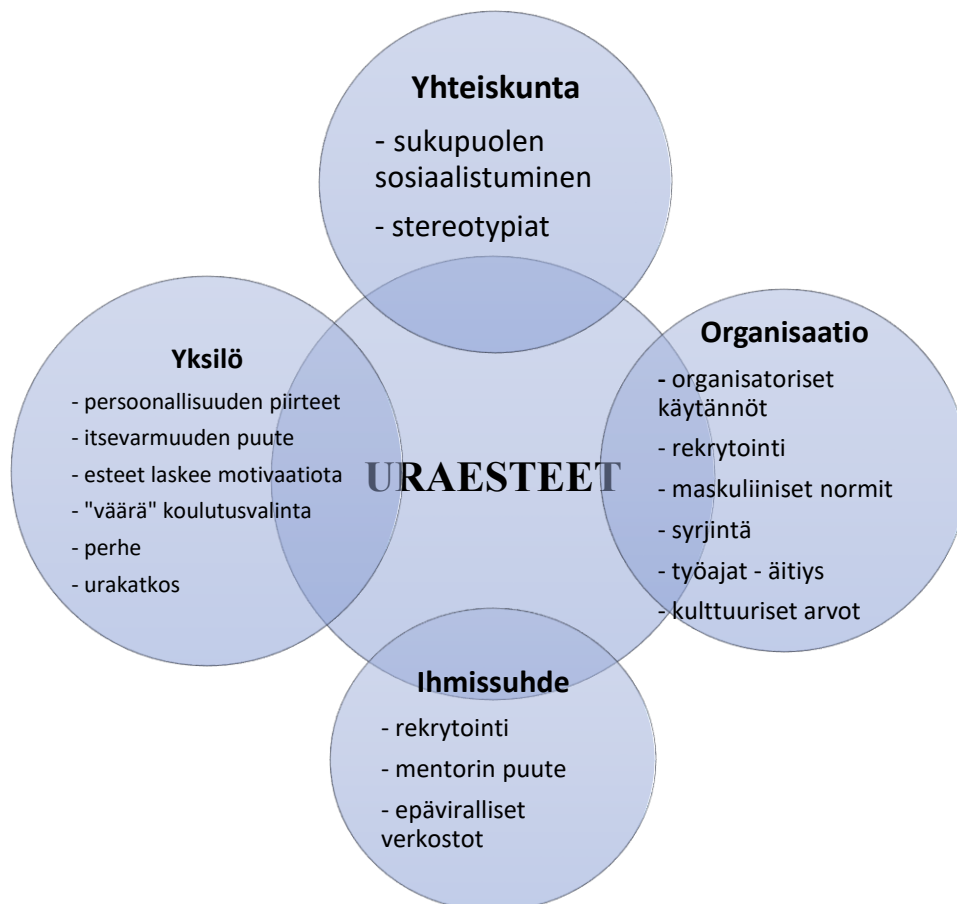 Yhteiskunta
- sukupuolen
sosiaalistuminen
- stereotypiat
Yksilö
- persoonallisuuden piirteet
- itsevarmuuden puute
- esteet laskee motivaatiota
- "väärä" koulutusvalinta
- perhe
- urakatkos
URAESTEET
Organisaatio
- organisatoriset
käytännöt
- rekrytointi
- maskuliiniset normit
- syrjintä
- työajat - äitiys
- kulttuuriset arvot
Ihmissuhde
- rekrytointi
- mentorin puute
- epäviralliset
verkostot